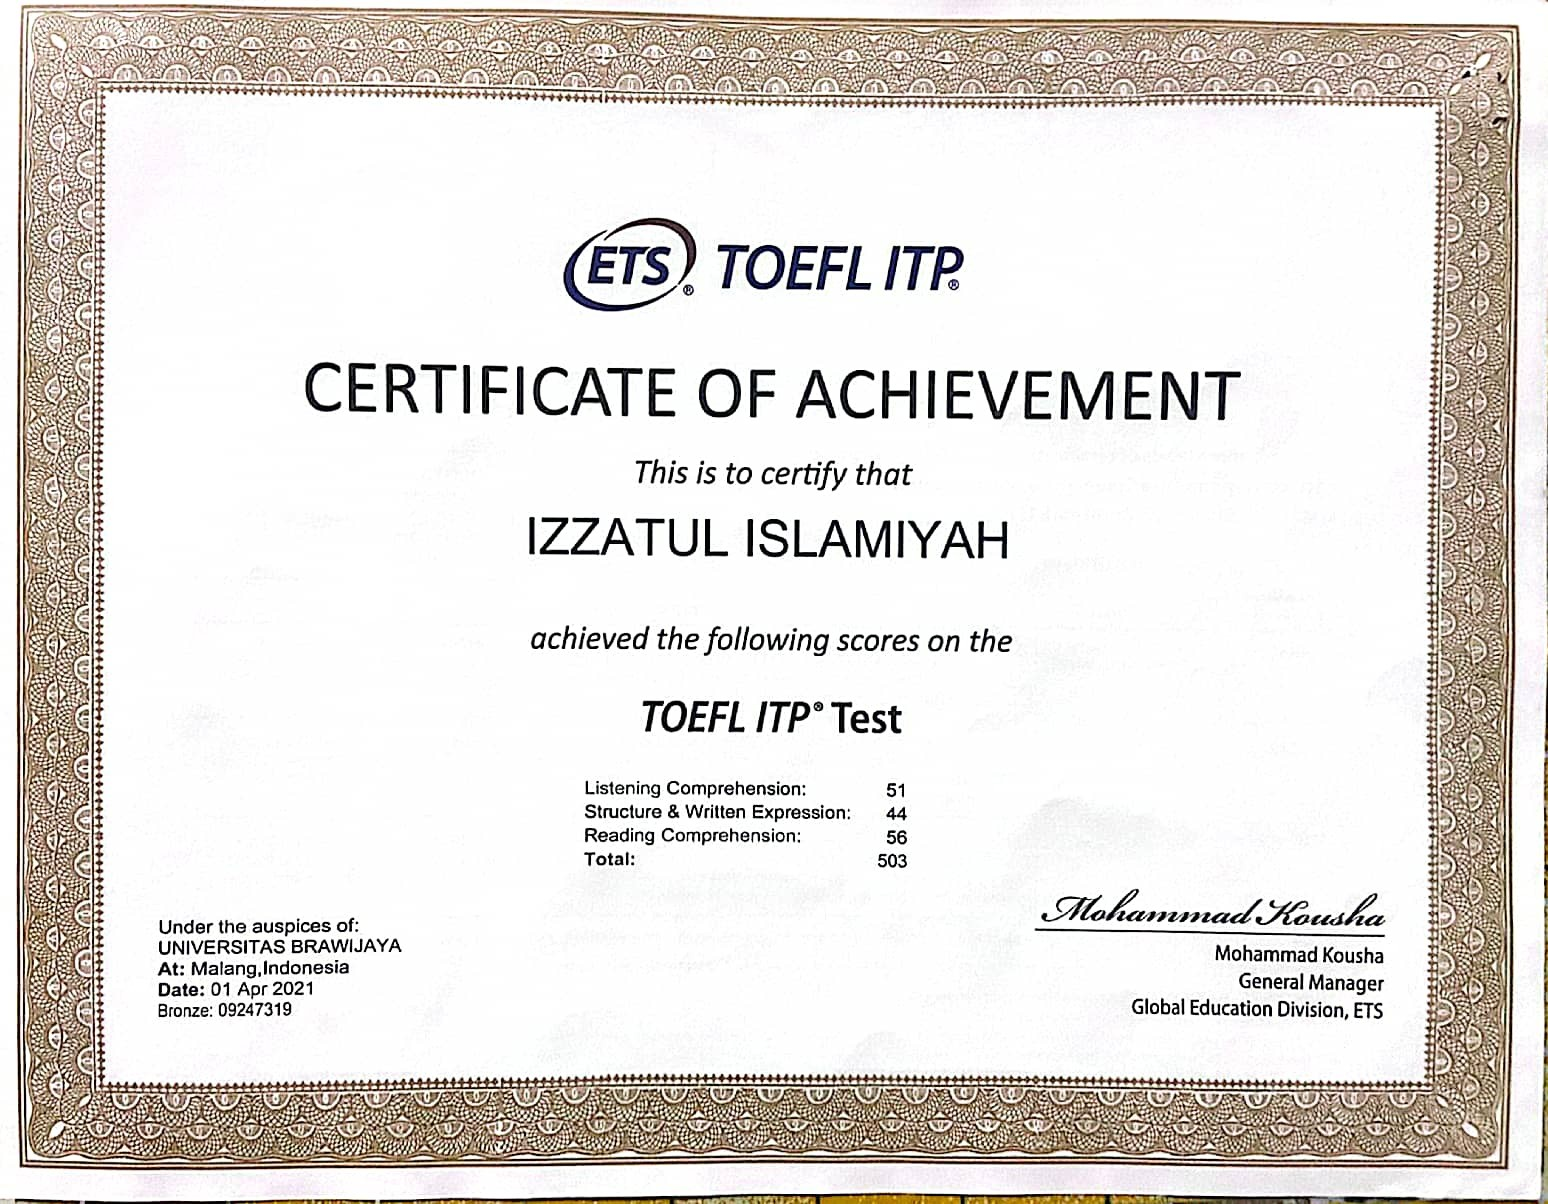 ETS® TOEFL ITP®
CERTIFICATE OF ACHIEVEMENT
This is to certify that
IZZATUL ISLAMIYAH
achieved the following scores on the
TOEFL ITP® Test
Listening Comprehension: 51
Structure & Written Expression: 44
Reading Comprehension: 56
Total: 503
Under the auspices of:
UNIVERSITAS BRAWIJAYA
At: Malang,Indonesia
Date: 01 Apr 2021
Bronze: 09247319
Mohammad Kousha
Mohammad Kousha
General Manager
Global Education Division, ETS